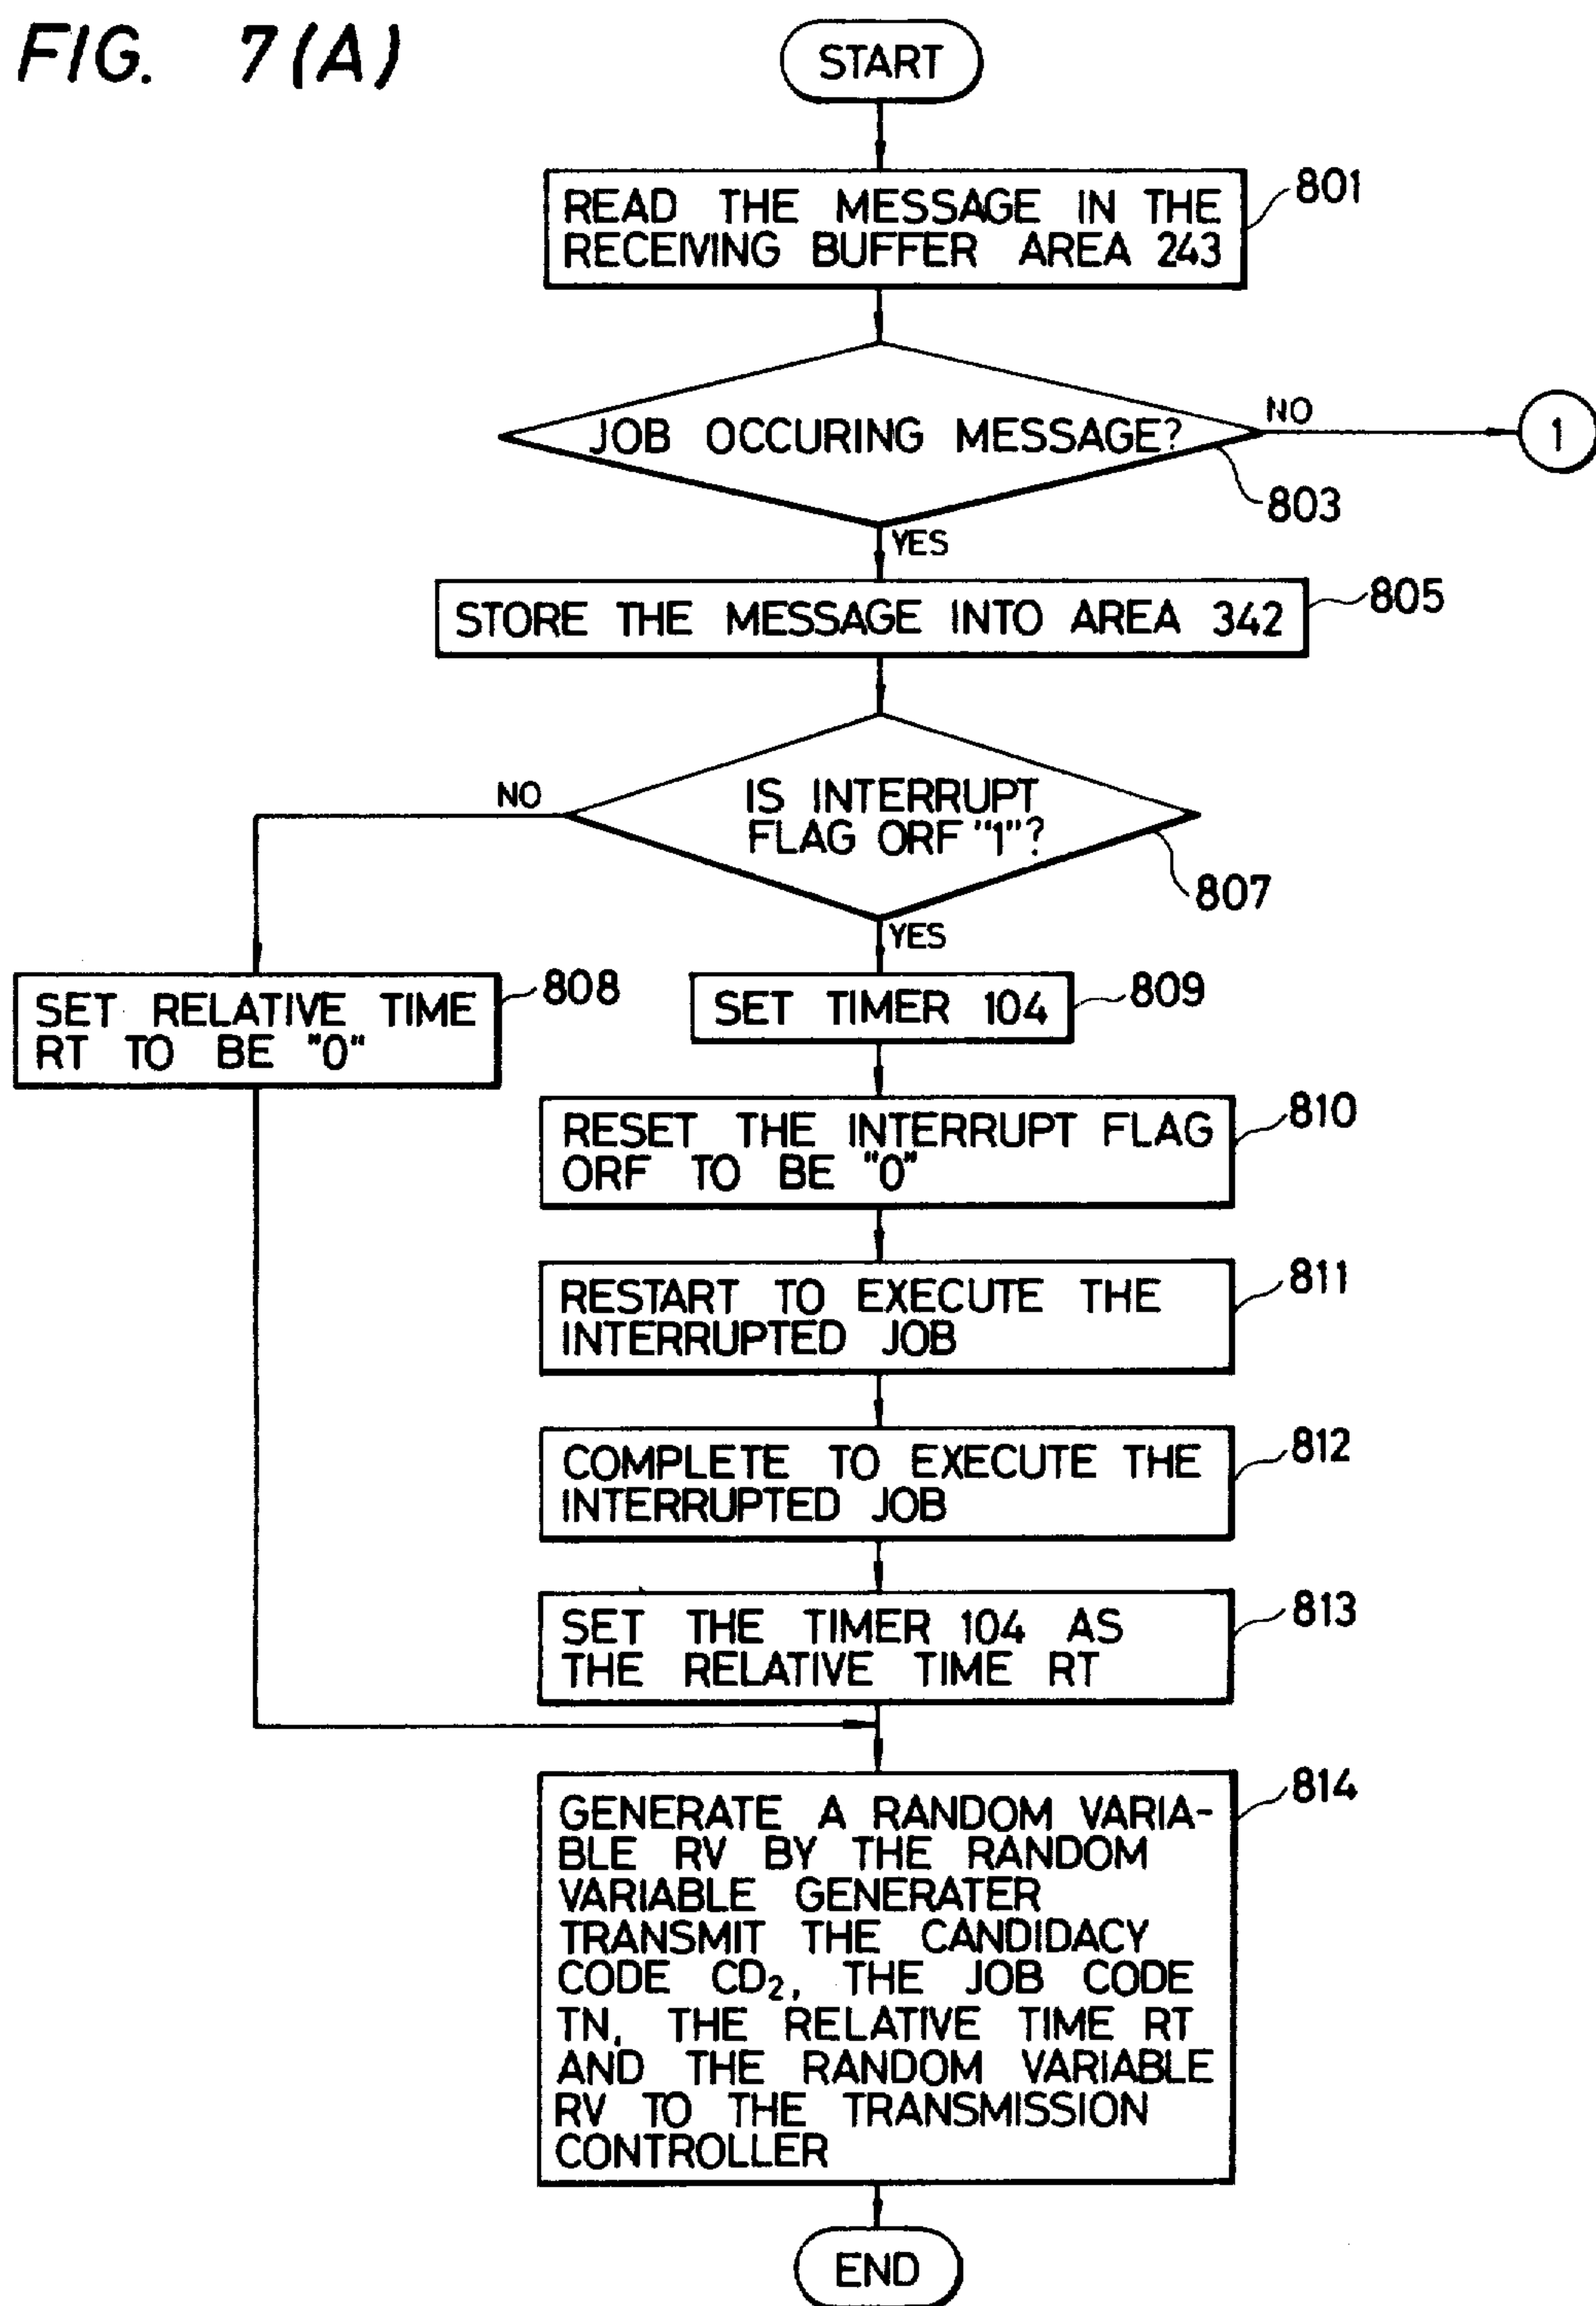 FIG. 7(A)
START
READ THE MESSAGE IN THE
RECEIVING BUFFER AREA 243
801
JOB OCCURING MESSAGE?
NO
1
803
YES
STORE THE MESSAGE INTO AREA 342
805
IS INTERRUPT
FLAG ORF "1"?
NO
807
YES
SET RELATIVE TIME
RT TO BE "0"
808
SET TIMER 104
809
RESET THE INTERRUPT FLAG
ORF TO BE "0"
810
RESTART TO EXECUTE THE
INTERRUPTED JOB
811
COMPLETE TO EXECUTE THE
INTERRUPTED JOB
812
SET THE TIMER 104 AS
THE RELATIVE TIME RT
813
GENERATE A RANDOM VARIA-
BLE RV BY THE RANDOM
VARIABLE GENERATER
TRANSMIT THE CANDIDACY
CODE CD₂, THE JOB CODE
TN, THE RELATIVE TIME RT
AND THE RANDOM VARIABLE
RV TO THE TRANSMISSION
CONTROLLER
814
END